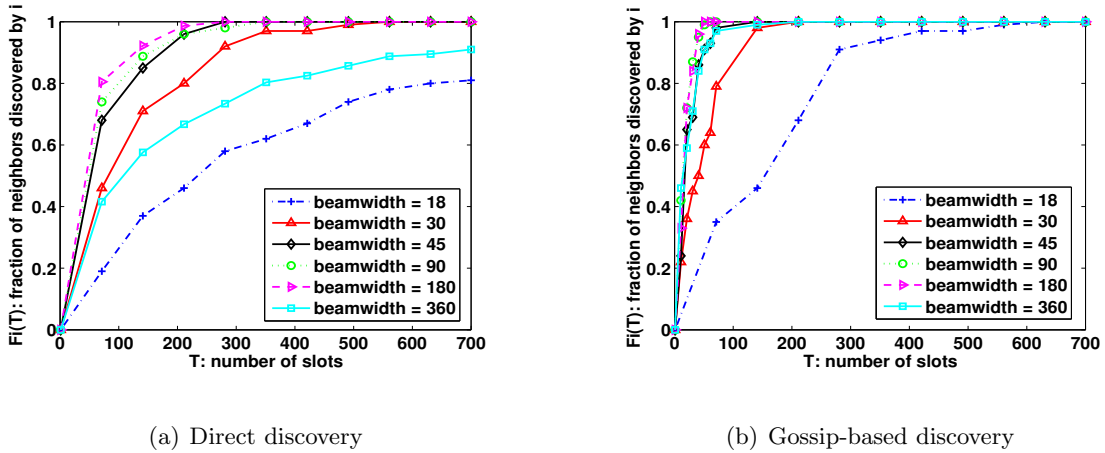 Fi(T): fraction of neighbors discovered by i
1
0.8
0.6
0.4
0.2
0
0 100 200 300 400 500 600 700
T: number of slots
beamwidth = 18
beamwidth = 30
beamwidth = 45
beamwidth = 90
beamwidth = 180
beamwidth = 360
(a) Direct discovery
Fi(T): fraction of neighbors discovered by i
1
0.8
0.6
0.4
0.2
0
0 100 200 300 400 500 600 700
T: number of slots
beamwidth = 18
beamwidth = 30
beamwidth = 45
beamwidth = 90
beamwidth = 180
beamwidth = 360
(b) Gossip-based discovery